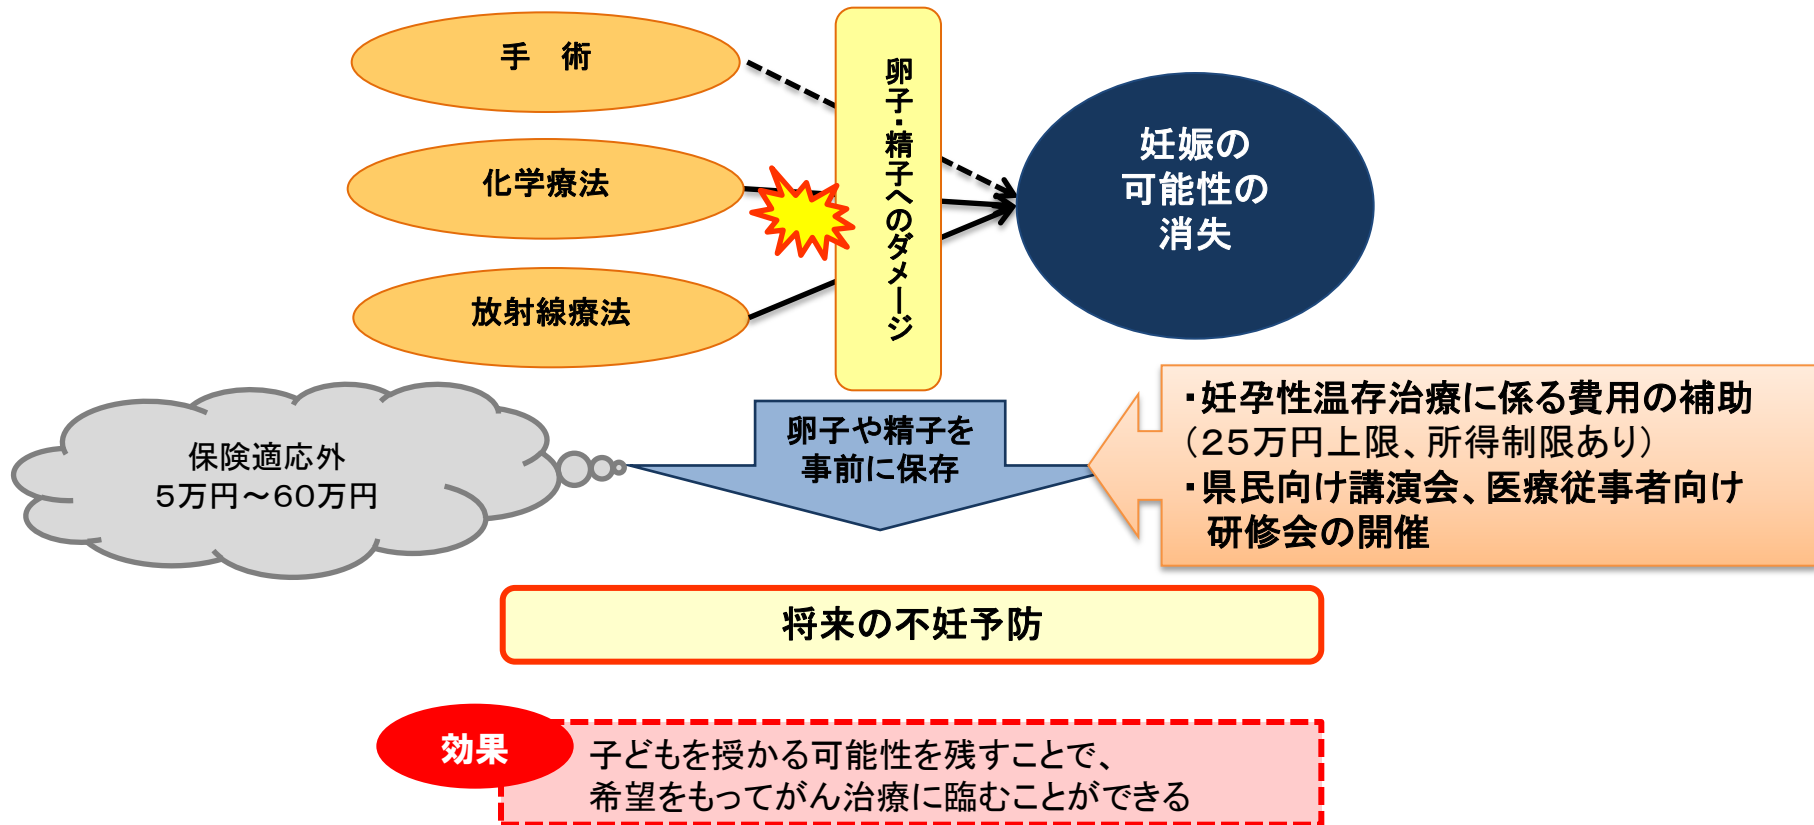 手　術
化学療法
放射線療法
卵子・精子へのダメージ
妊娠の
可能性の
消失
保険適応外
５万円～６０万円
卵子や精子を
事前に保存
・妊孕性温存治療に係る費用の補助
（２５万円上限、所得制限あり）
・県民向け講演会、医療従事者向け
研修会の開催
将来の不妊予防
効果
子どもを授かる可能性を残すことで、
希望をもってがん治療に臨むことができる